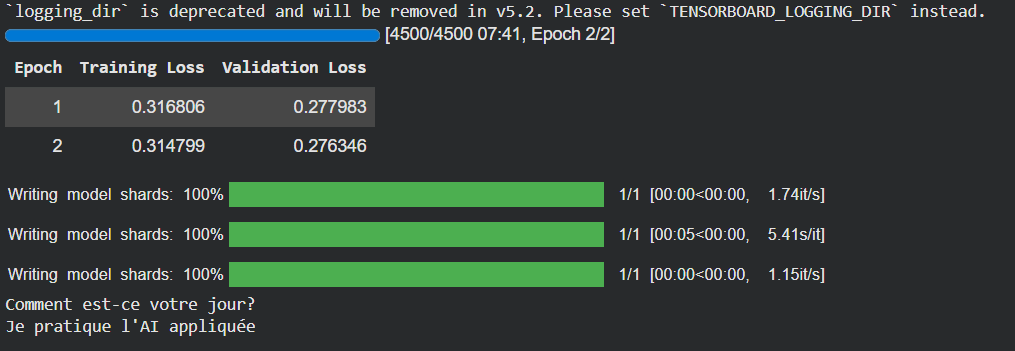 `logging_dir` is deprecated and will be removed in v5.2. Please set `TENSORBOARD_LOGGING_DIR` instead.
[4500/4500 07:41, Epoch 2/2]
Epoch Training Loss Validation Loss
1 0.316806 0.277983
2 0.314799 0.276346
Writing model shards: 100% 1/1 [00:00<00:00, 1.74it/s]
Writing model shards: 100% 1/1 [00:05<00:00, 5.41s/it]
Writing model shards: 100% 1/1 [00:00<00:00, 1.15it/s]
Comment est-ce votre jour?
Je pratique l'AI appliquée